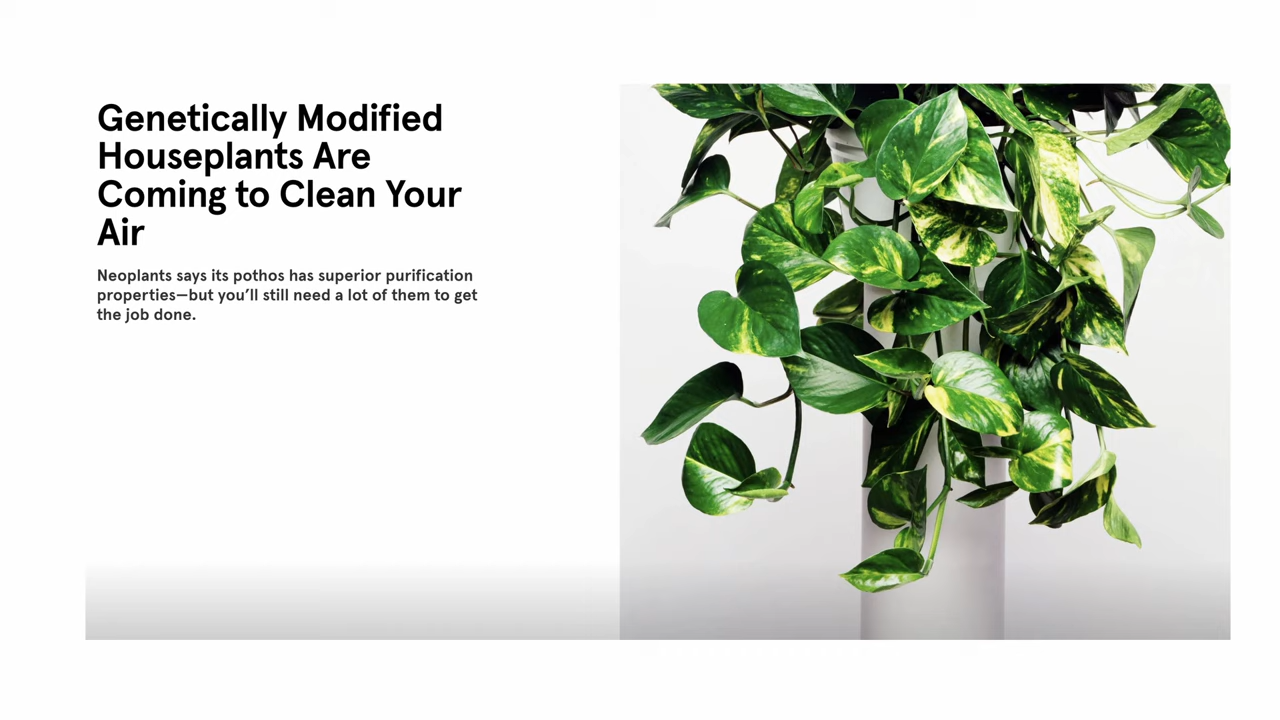 Genetically Modified
Houseplants Are
Coming to Clean Your
Air
Neoplants says its pothos has superior purification
properties—but you’ll still need a lot of them to get
the job done.